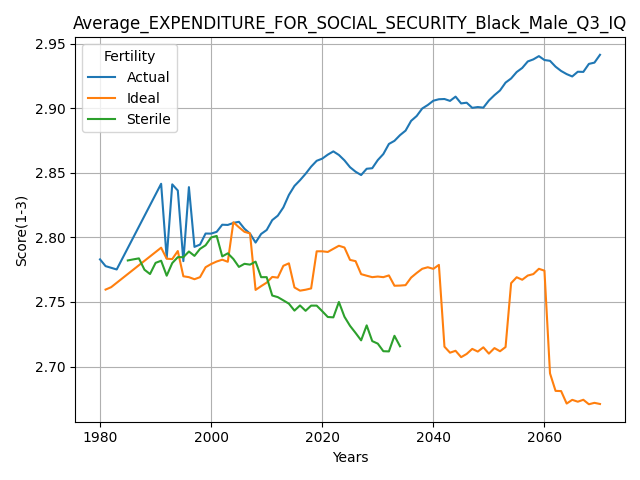 Average_EXPENDITURE_FOR_SOCIAL_SECURITY_Black_Male_Q3_IQ
Fertility
Actual
Ideal
Sterile
Score(1-3)
2.95
2.90
2.85
2.80
2.75
2.70
1980 2000 2020 2040 2060
Years